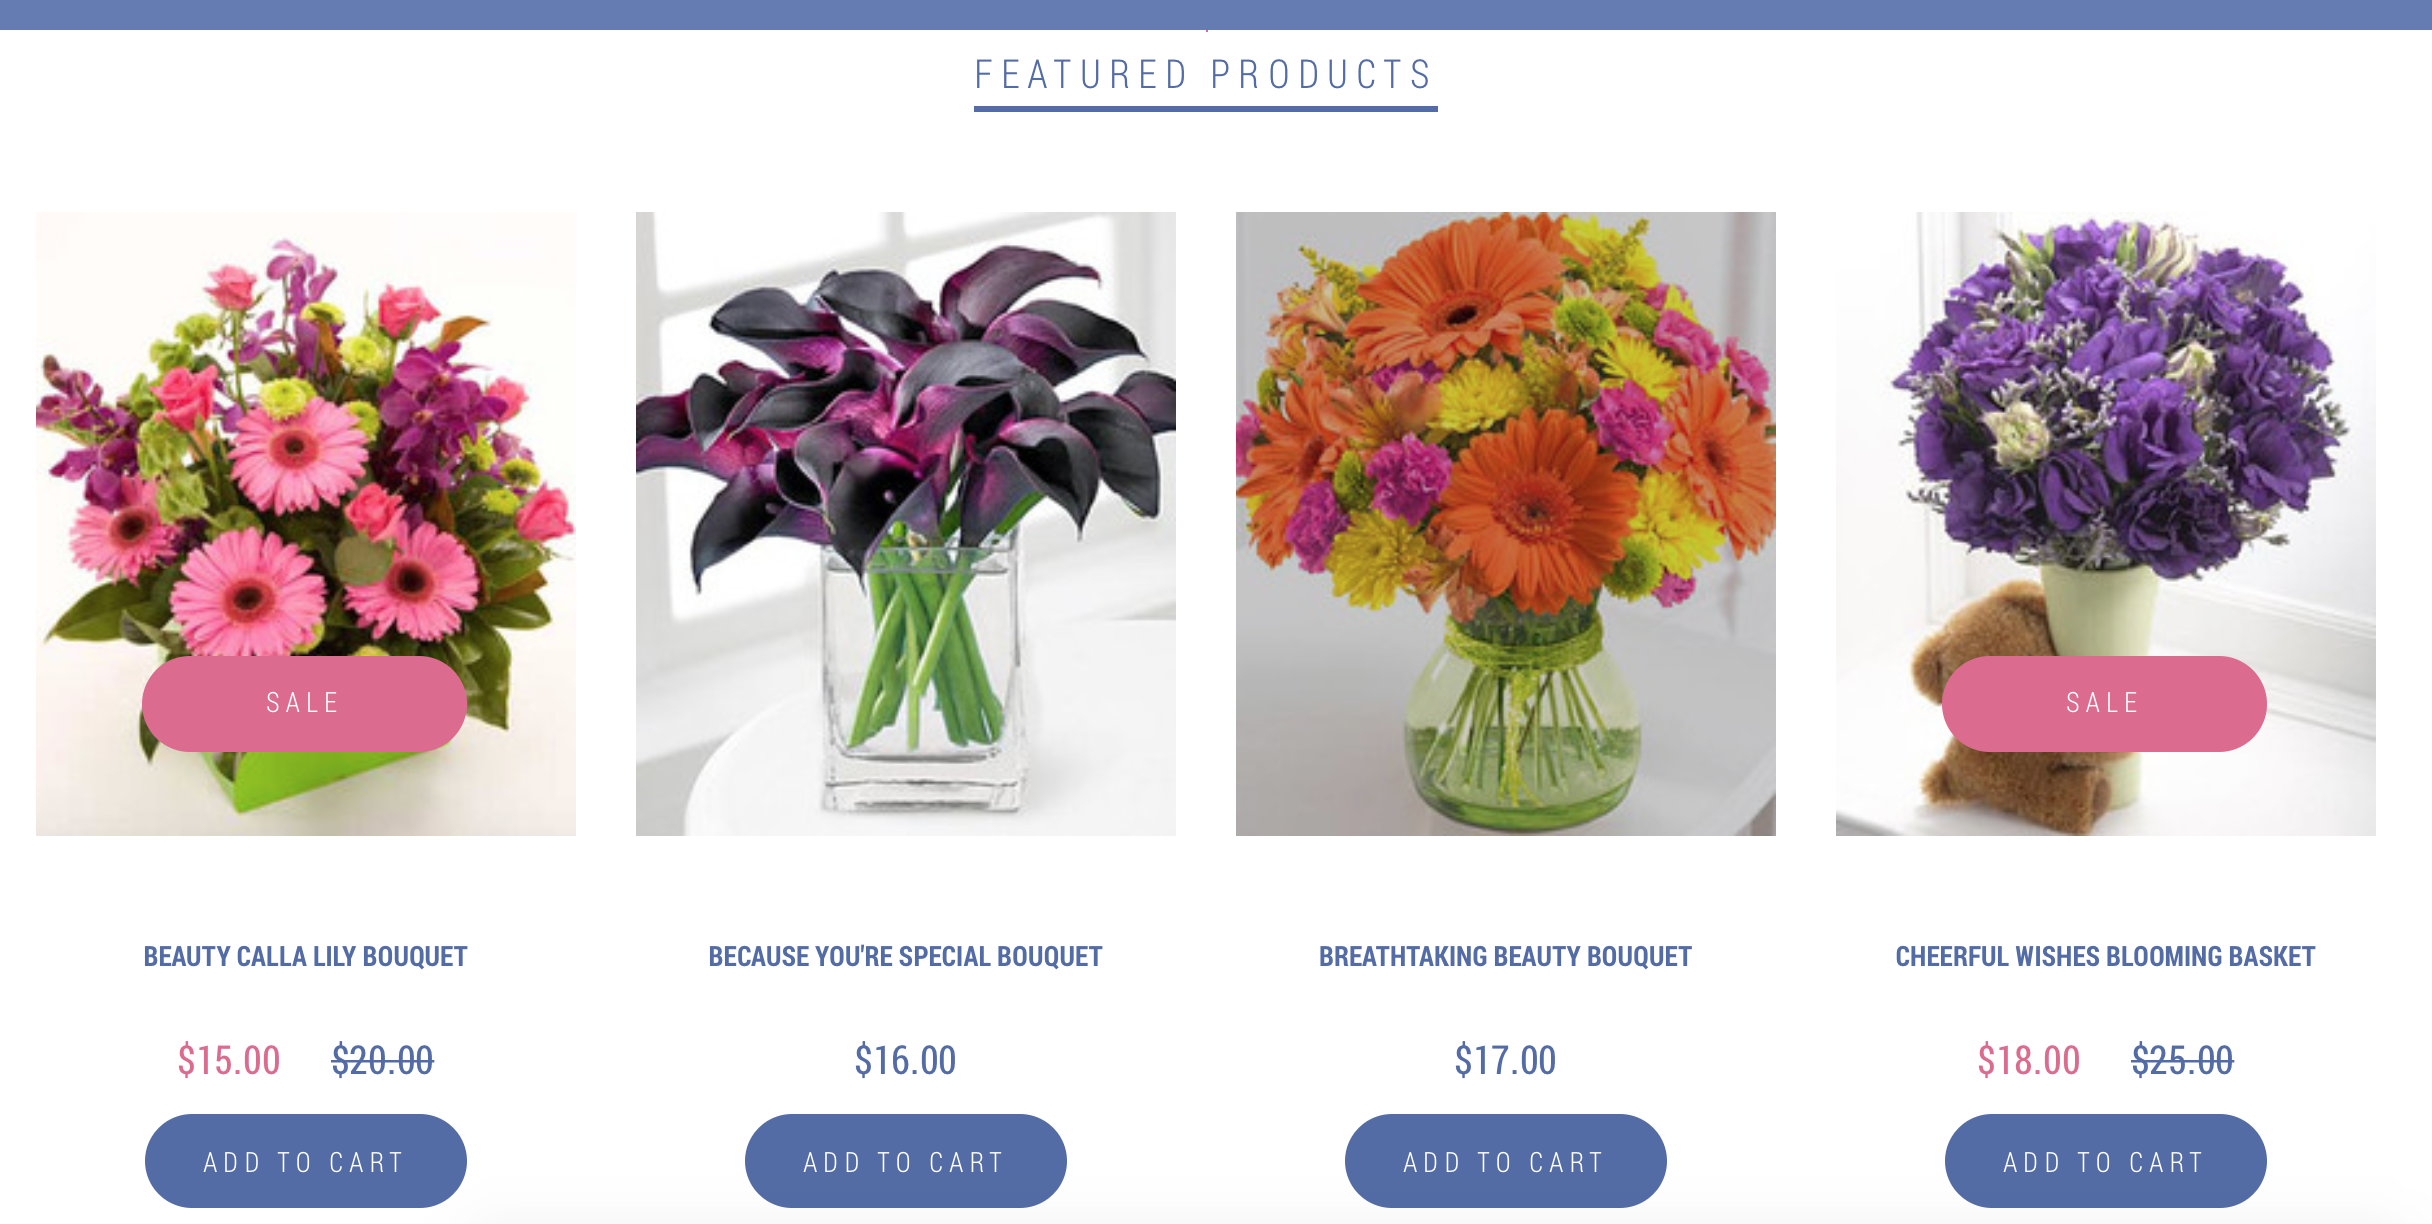 FEATURED PRODUCTS
SALE
SALE
BEAUTY CALLA LILY BOUQUET
BECAUSE YOU'RE SPECIAL BOUQUET
BREATHTAKING BEAUTY BOUQUET
CHEERFUL WISHES BLOOMING BASKET
$15.00 $20.00
$16.00
$17.00
$18.00 $25.00
ADD TO CART
ADD TO CART
ADD TO CART
ADD TO CART